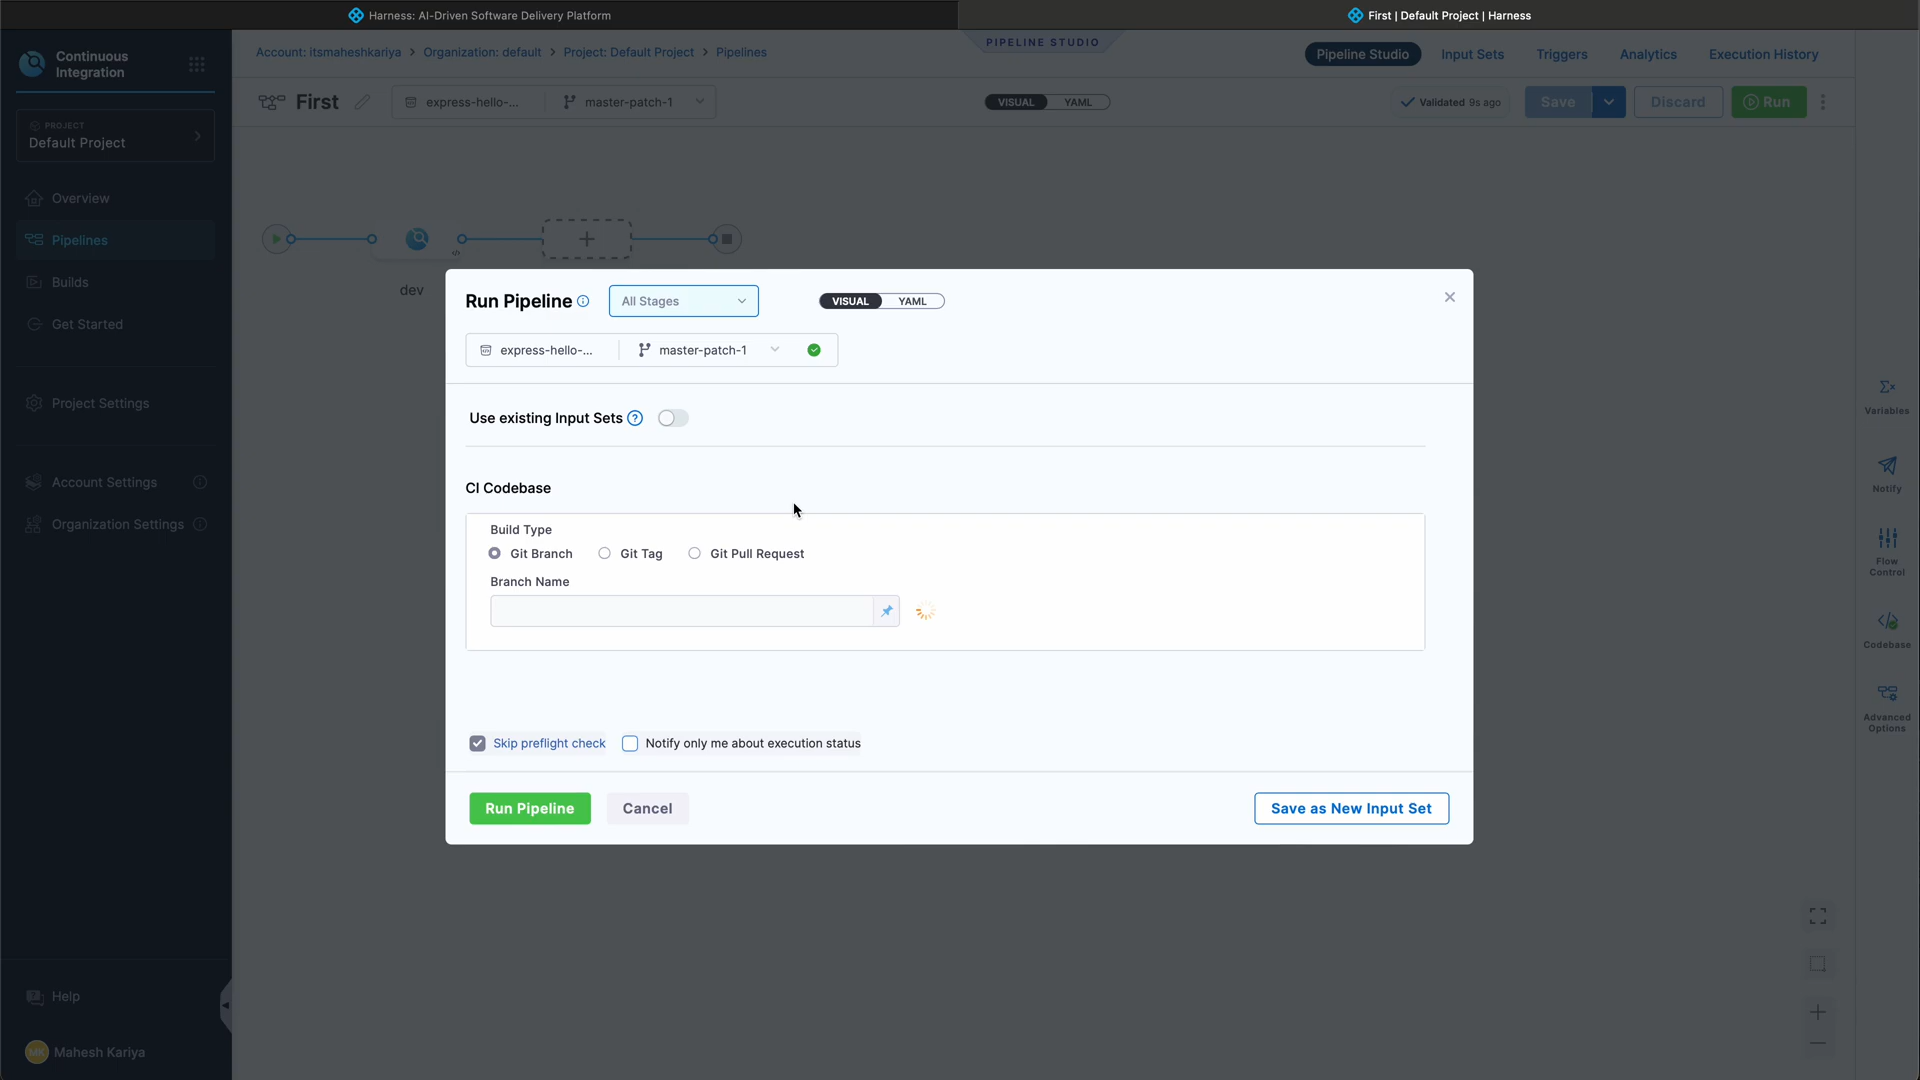 Harness: AI-Driven Software Delivery Platform
First | Default Project | Harness
Continuous
Integration
Account: itsmaheshkariya > Organization: default > Project: Default Project > Pipelines
PIPELINE STUDIO
Pipeline Studio
Input Sets
Triggers
Analytics
Execution History
First
express-hello-...
master-patch-1
VISUAL
YAML
Validated 9s ago
Save
Discard
Run
PROJECT
Default Project
Overview
Pipelines
Builds
Get Started
Project Settings
Account Settings
Organization Settings
Help
MK
Mahesh Kariya
dev
Run Pipeline
All Stages
VISUAL
YAML
express-hello-...
master-patch-1
Use existing Input Sets
CI Codebase
Build Type
Git Branch
Git Tag
Git Pull Request
Branch Name
Skip preflight check
Notify only me about execution status
Run Pipeline
Cancel
Save as New Input Set
Variables
Notify
Flow
Control
Codebase
Advanced
Options